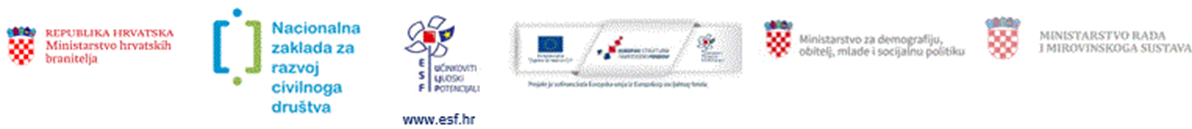 REPUBLIKA HRVATSKA
Ministarstvo hrvatskih
branitelja
Nacionalna
zaklada za
razvoj
civilnoga
društva
ESF
UČINKOVITI
LJUDSKI
POTENCIJALI
www.esf.hr
Projekt je sufinancirala Europska unija iz Europskog socijalnog fonda.
Ministarstvo za demografiju,
obitelj, mlade i socijalnu politiku
MINISTARSTVO RADA
I MIROVINSKOGA SUSTAVA